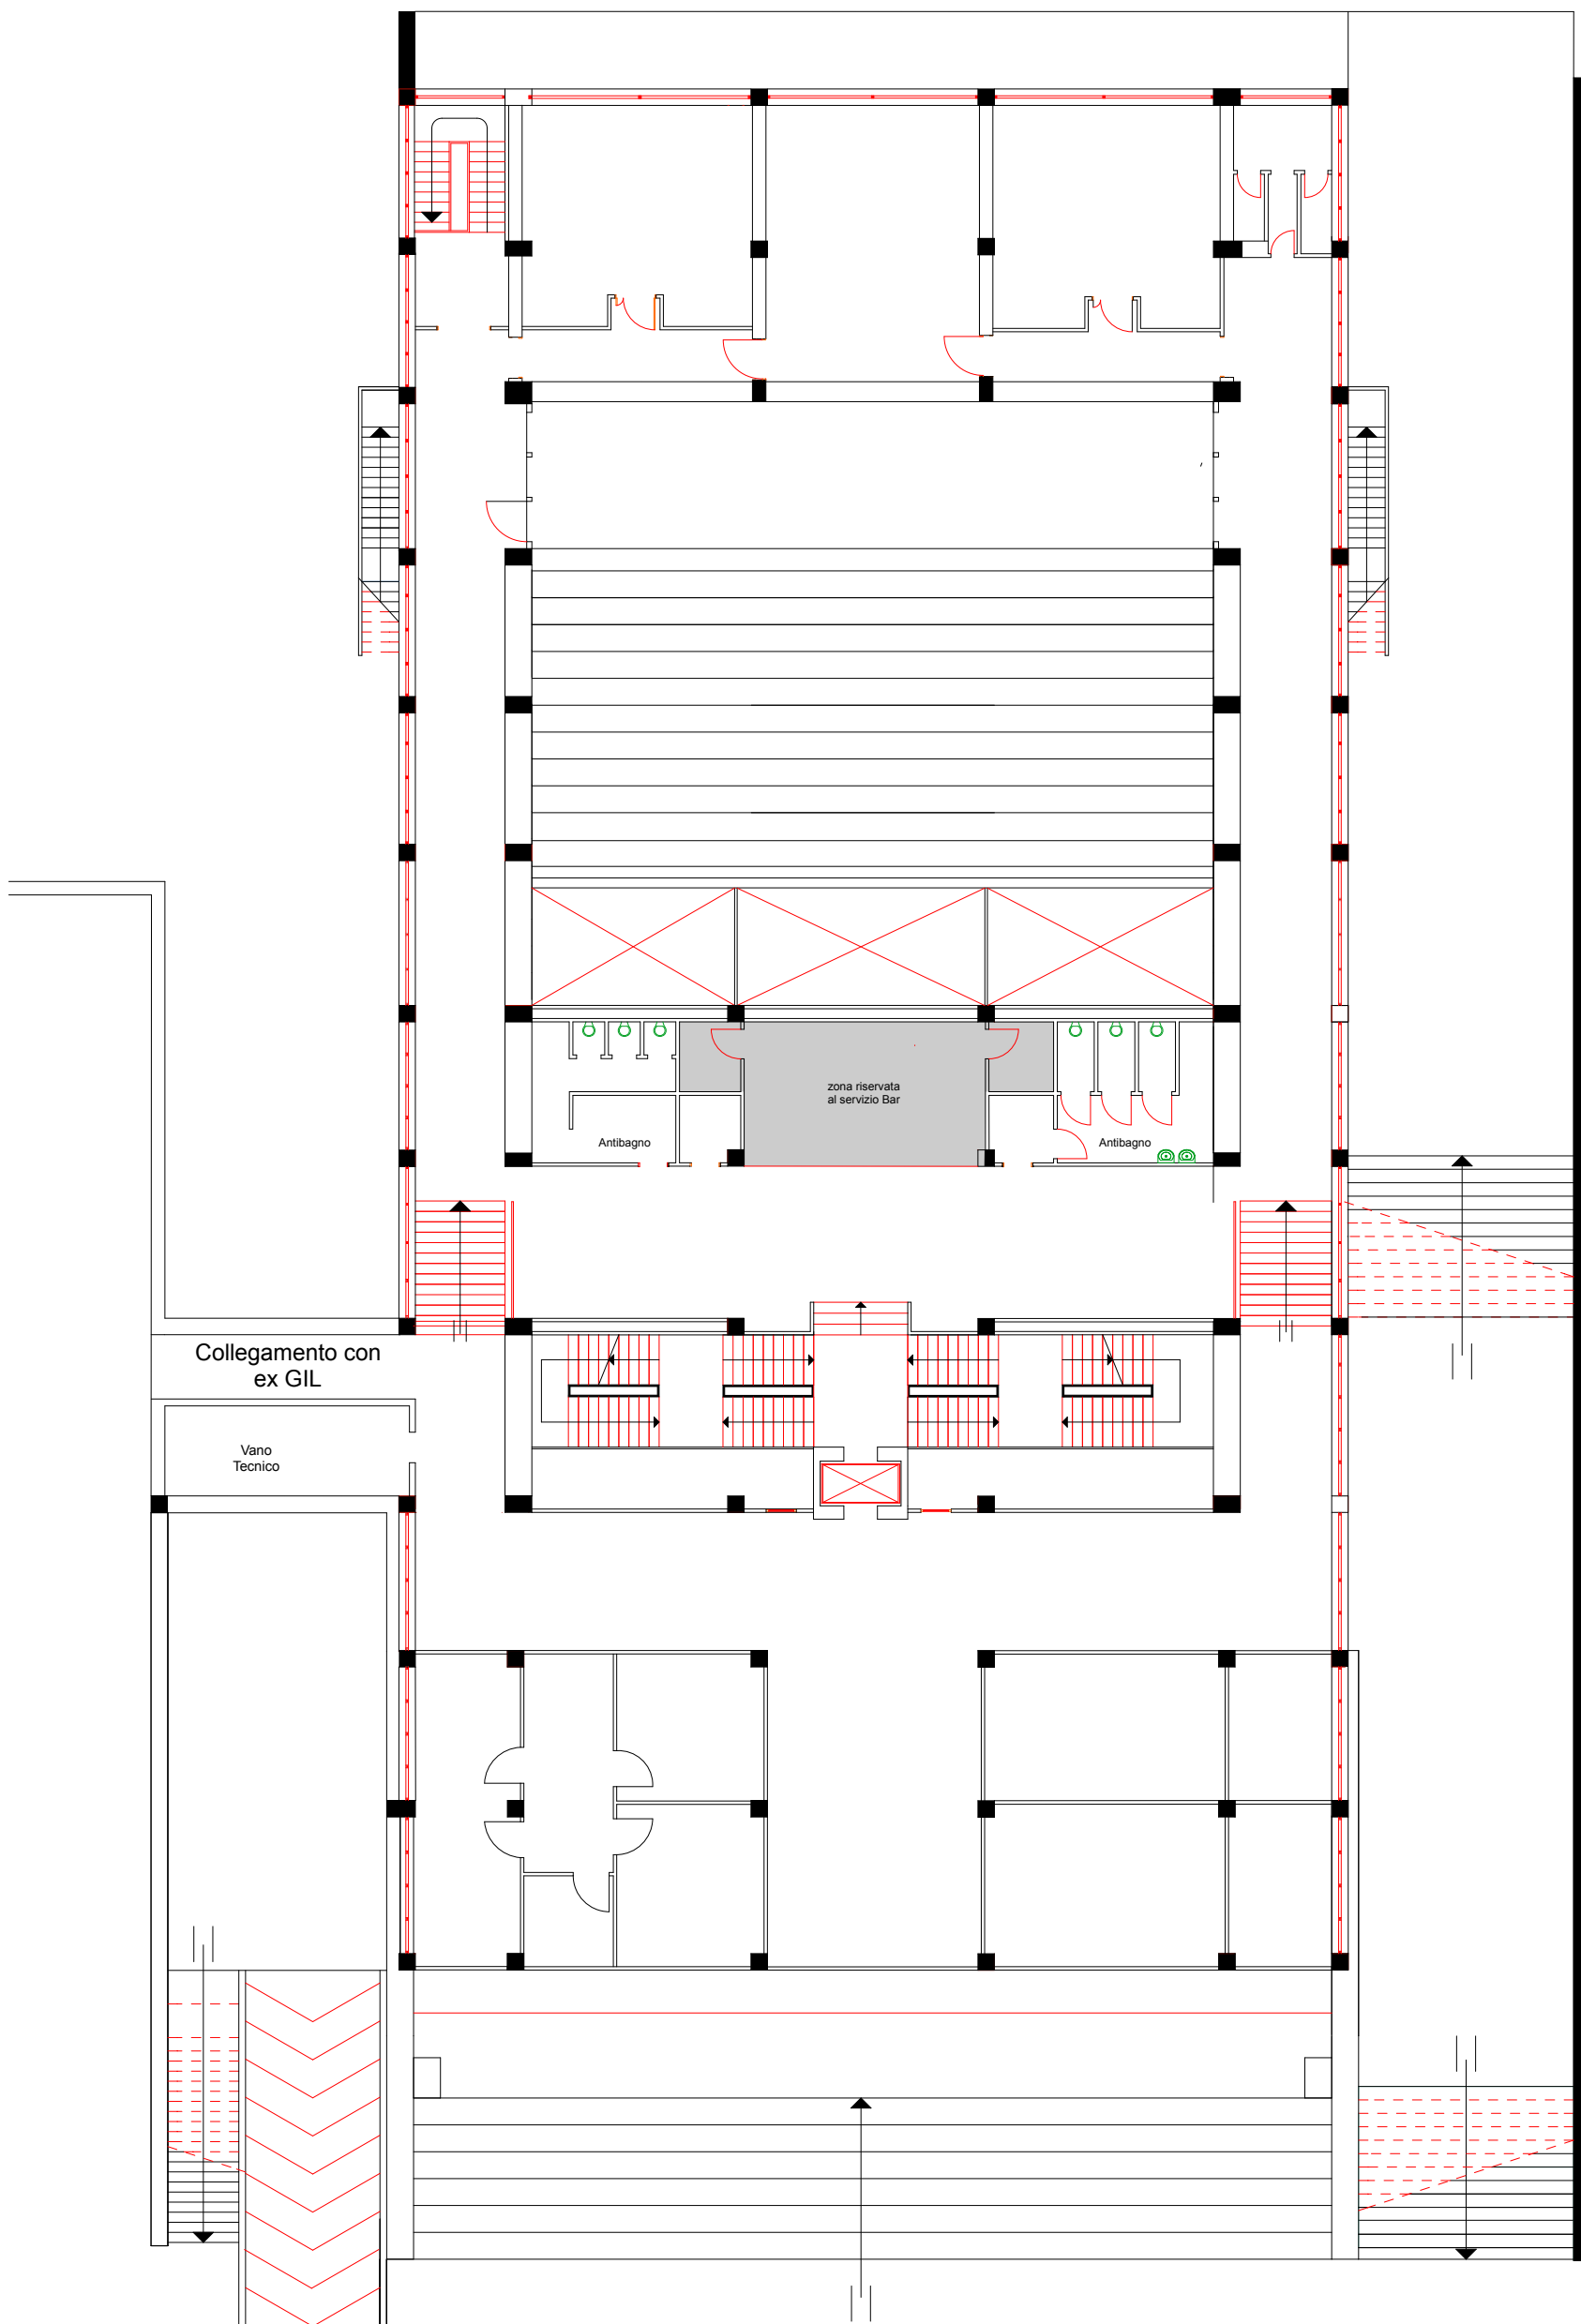 zona riservata
al servizio Bar
Antibagno
Antibagno
Collegamento con
ex GIL
Vano
Tecnico